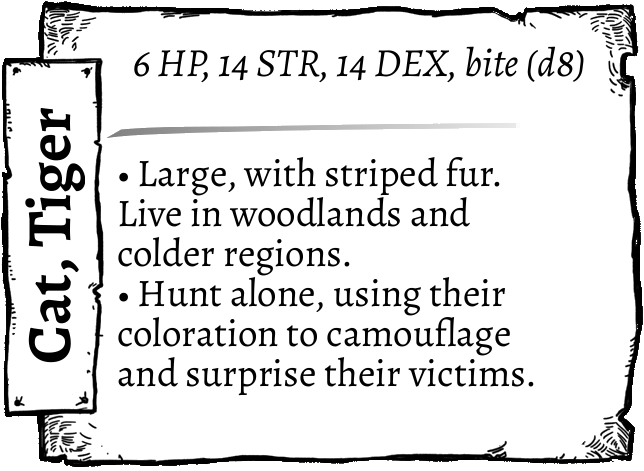 Cat, Tiger
6 HP, 14 STR, 14 DEX, bite (d8)
• Large, with striped fur.
Live in woodlands and
colder regions.
• Hunt alone, using their
coloration to camouflage
and surprise their victims.